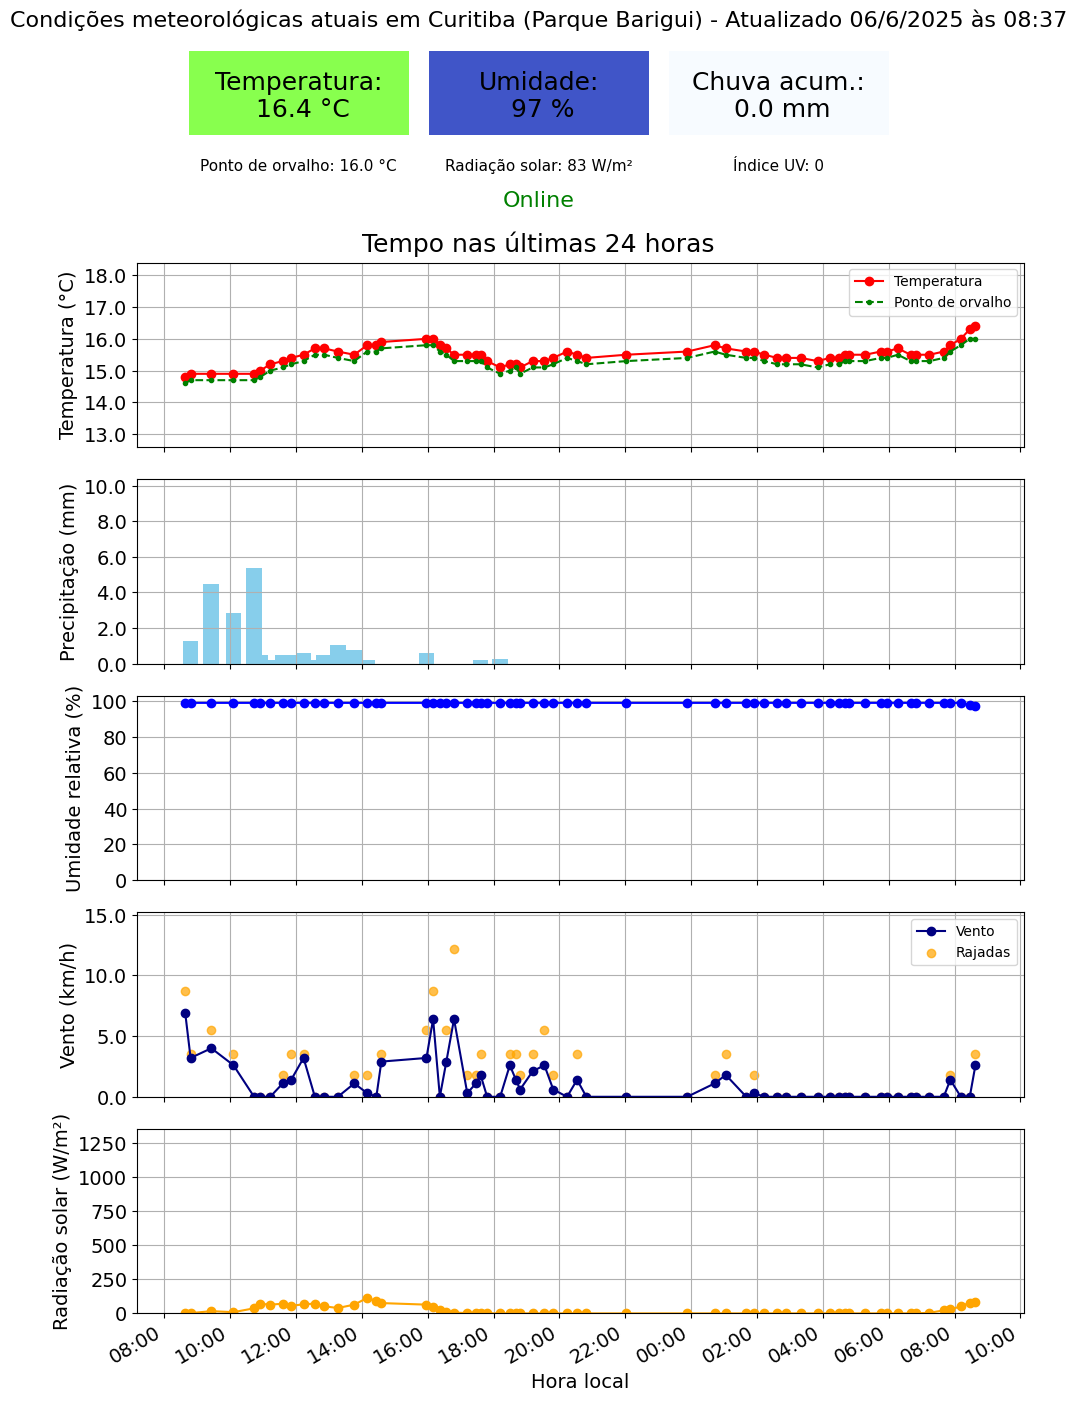 Condições meteorológicas atuais em Curitiba (Parque Barigui) - Atualizado 06/6/2025 às 08:37
Temperatura:
16.4 °C
Umidade:
97 %
Chuva acum.:
0.0 mm
Ponto de orvalho: 16.0 °C
Radiação solar: 83 W/m²
Índice UV: 0
Online
Tempo nas últimas 24 horas
Temperatura (°C)
18.0
17.0
16.0
15.0
14.0
13.0
Temperatura
Ponto de orvalho
Precipitação (mm)
10.0
8.0
6.0
4.0
2.0
0.0
Umidade relativa (%)
100
80
60
40
20
0
Vento (km/h)
15.0
10.0
5.0
0.0
Vento
Rajadas
Radiação solar (W/m²)
1250
1000
750
500
250
0
08:00
10:00
12:00
14:00
16:00
18:00
20:00
22:00
00:00
02:00
04:00
06:00
08:00
10:00
Hora local